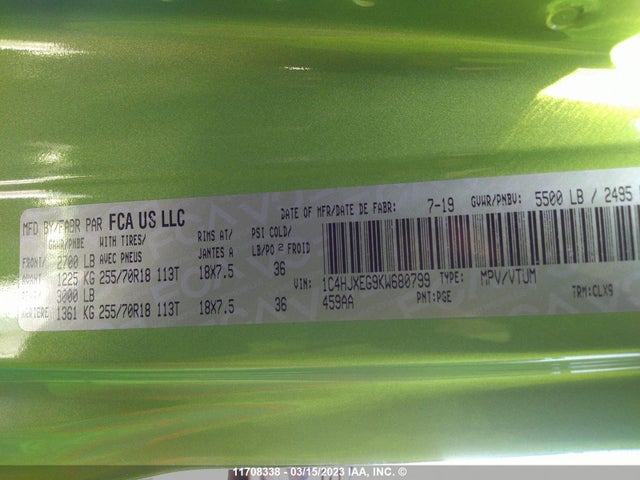 MFD BY/FABR PAR FCA US LLC
DATE OF MFR/DATE DE FABR: 7-19 GVWR/PNBV: 5500 LB / 2495
GAWR/PNBE WITH TIRES/ RIMS AT/ PSI COLD/
FRONT/ 2700 LB AVEC PNEUS JANTES A LB/PO2 FROID
AVANT 1225 KG 255/70R18 113T 18X7.5 36
VIN: 1C4HJXEG9KW680799 TYPE: MPV/VTUM
REAR/ 3000 LB
ARRIERE 1361 KG 255/70R18 113T 18X7.5 36
459AA PNT:PGE TRM:CLX9
11708338 - 03/15/2023 IAA, Inc. ©